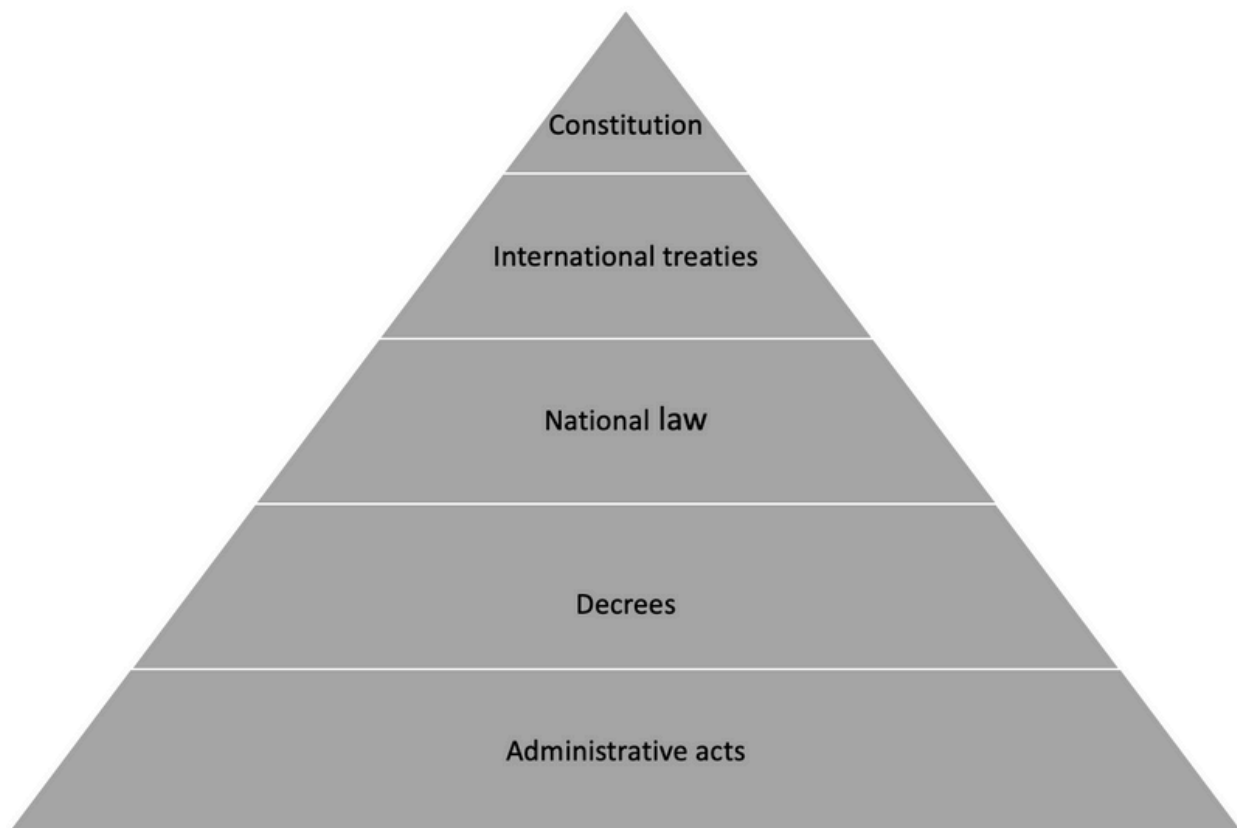 Constitution
International treaties
National law
Decrees
Administrative acts